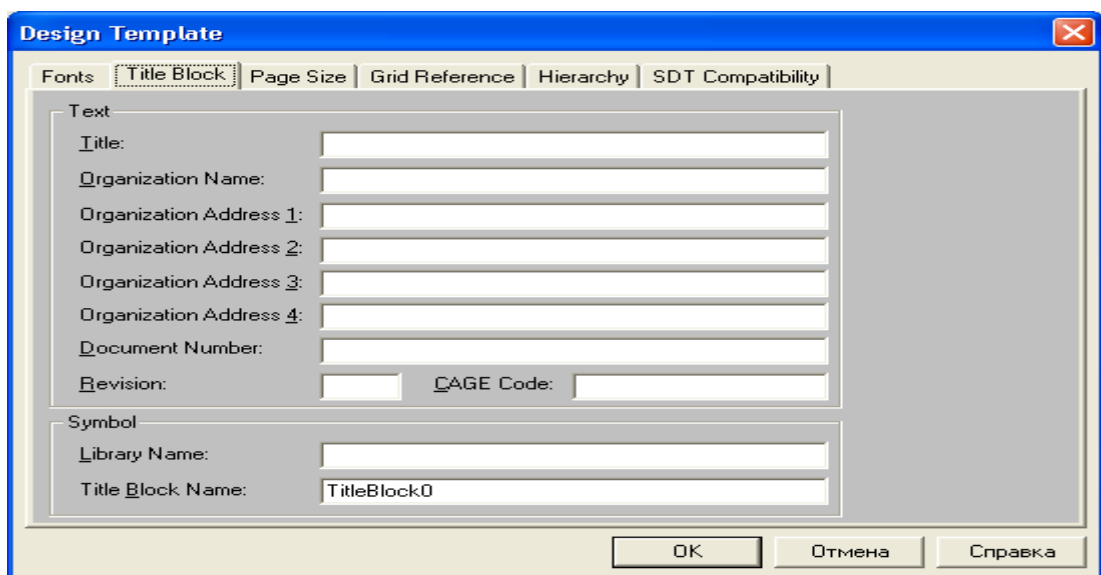 Design Template
Fonts Title Block Page Size Grid Reference Hierarchy SDT Compatibility
Text
Title:
Organization Name:
Organization Address 1:
Organization Address 2:
Organization Address 3:
Organization Address 4:
Document Number:
Revision: CAGE Code:
Symbol
Library Name:
Title Block Name: TitleBlock0
OK Отмена Справка